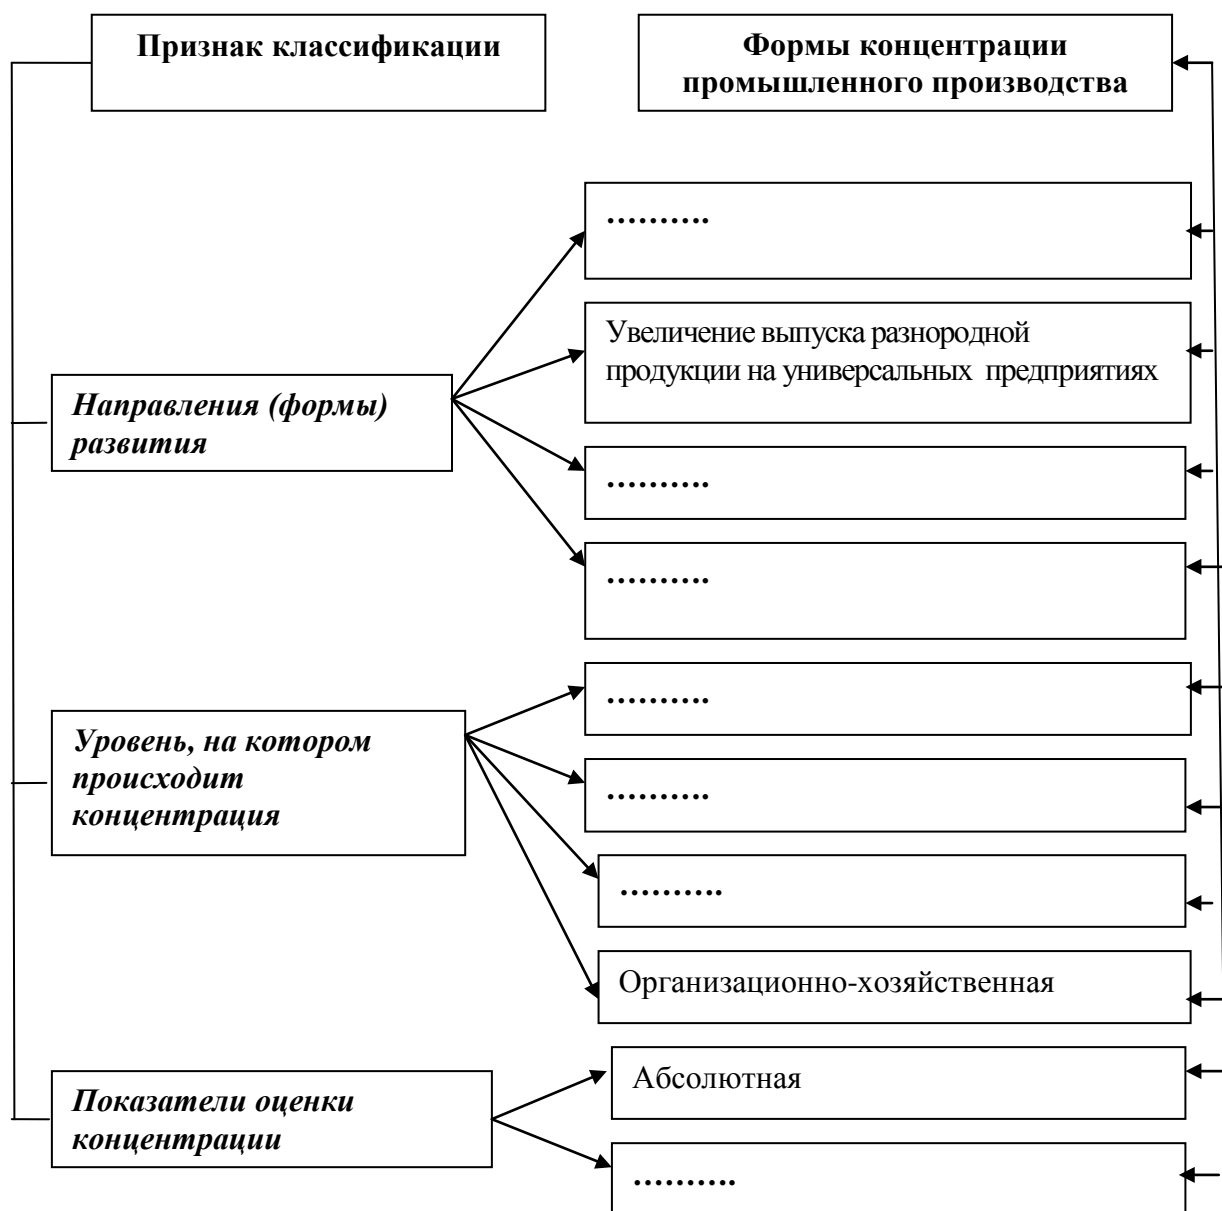 Признак классификации
Формы концентрации
промышленного производства
……….
Увеличение выпуска разнородной
продукции на универсальных предприятиях
Направления (формы)
развития
……….
……….
……….
Уровень, на котором
происходит
концентрация
……….
……….
Организационно-хозяйственная
Абсолютная
Показатели оценки
концентрации
……….